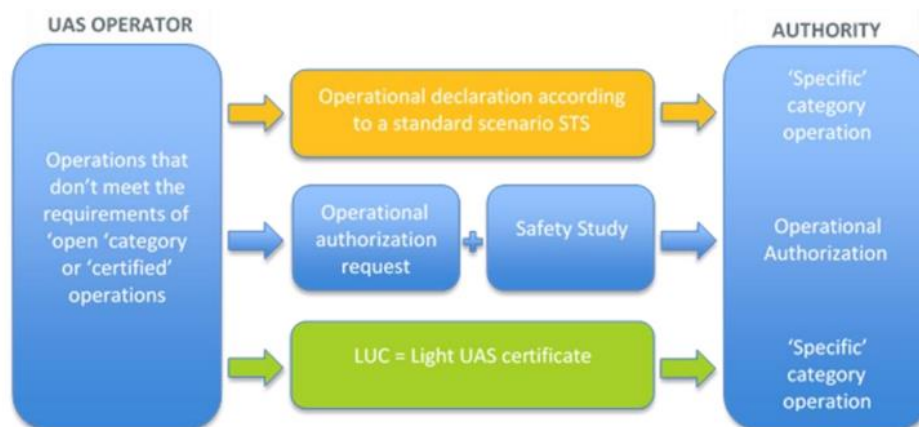 UAS OPERATOR
AUTHORITY
Operations that
don't meet the
requirements of
'open 'category
or 'certified'
operations
Operational declaration according
to a standard scenario STS
'Specific'
category
operation
Operational
authorization
request
+
Safety Study
Operational
Authorization
LUC = Light UAS certificate
'Specific'
category
operation